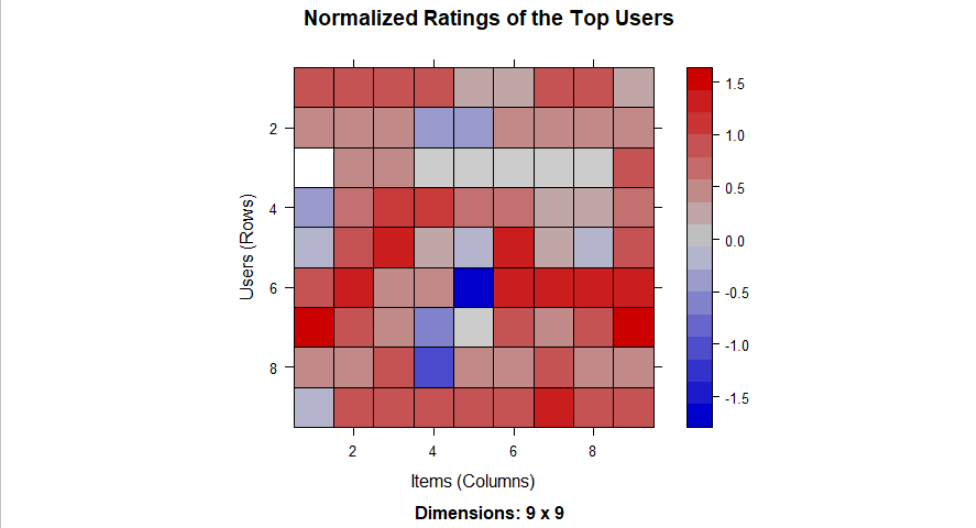 Normalized Ratings of the Top Users
Users (Rows)
2
4
6
8
2 4 6 8
Items (Columns)
Dimensions: 9 x 9
1.5
1.0
0.5
0.0
-0.5
-1.0
-1.5